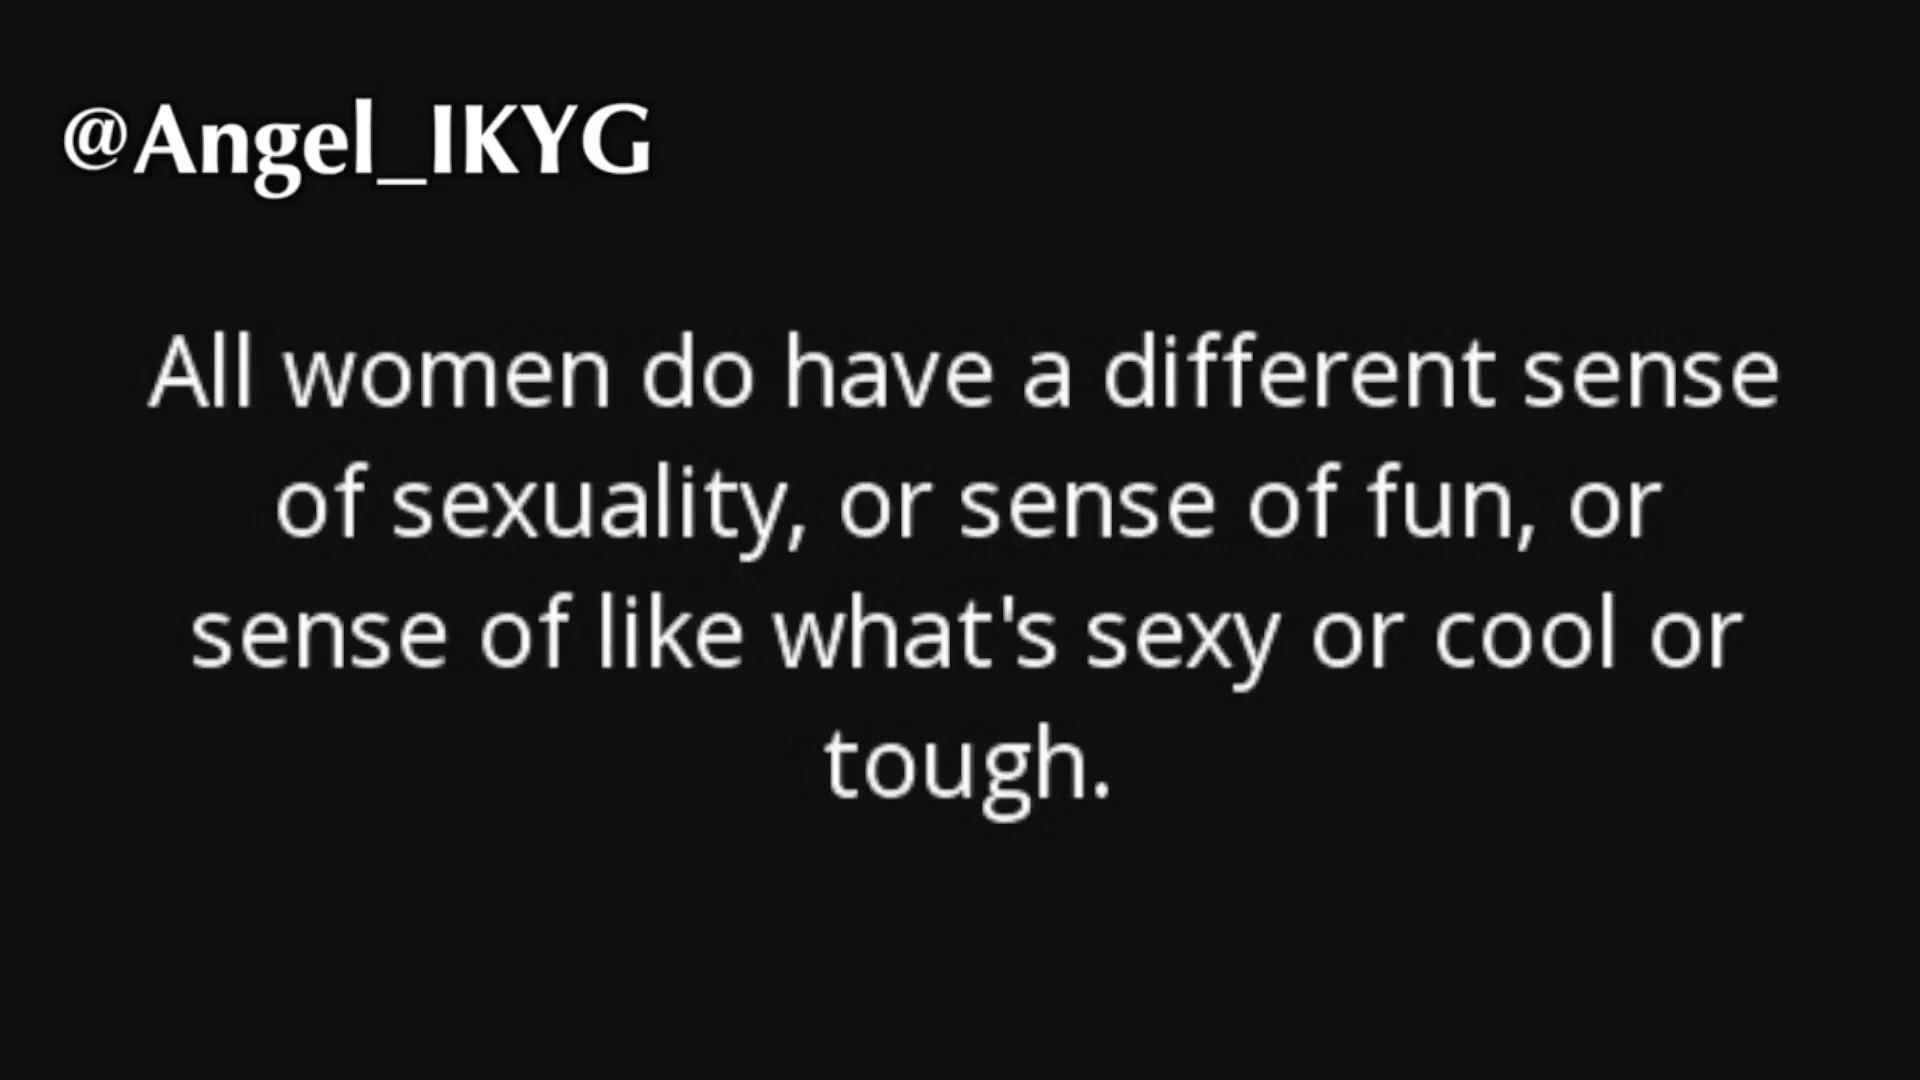 @Angel_IKYG
All women do have a different sense
of sexuality, or sense of fun, or
sense of like what's sexy or cool or
tough.